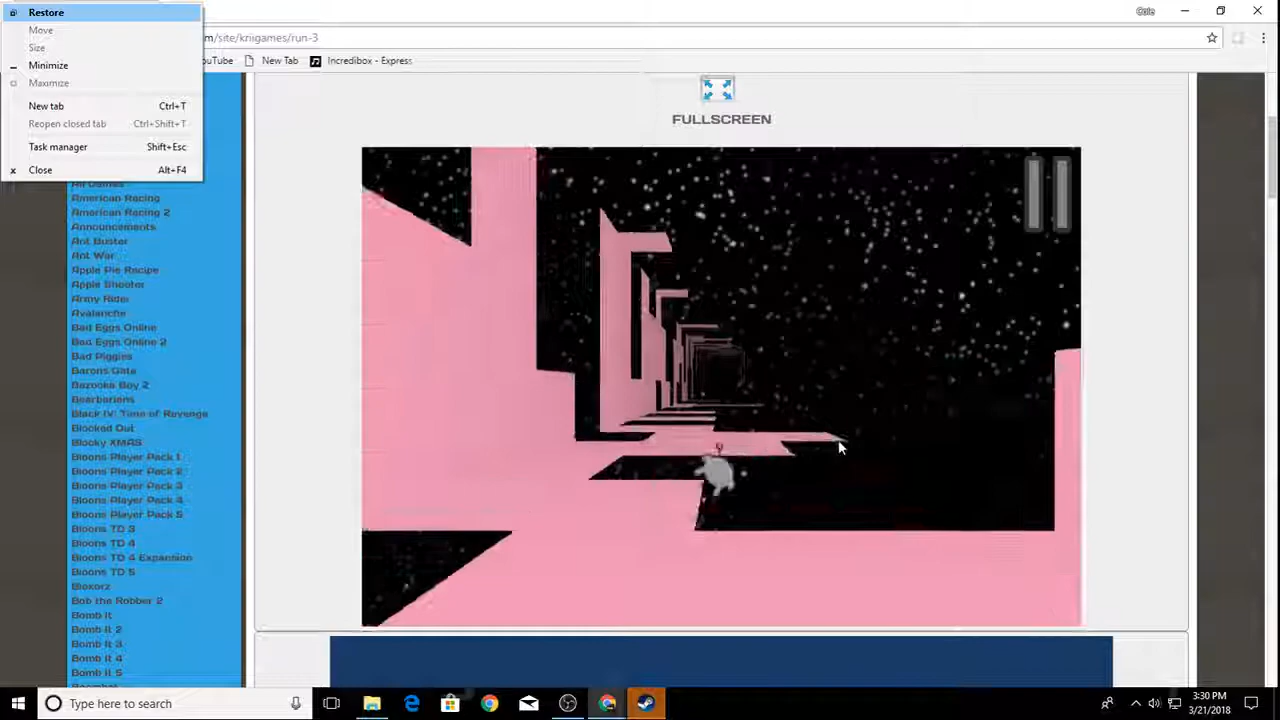 Restore
Move
Size
Minimize
Maximize
New tab Ctrl+T
Reopen closed tab Ctrl+Shift+T
Task manager Shift+Esc
Close Alt+F4
Cole
m/site/kniigames/run-3
ouTube New Tab Incredibox - Express
FULLSCREEN
All Games
American Racing
American Racing 2
Announcements
Ant Buster
Ant War
Apple Pie Recipe
Apple Shooter
Army Rider
Avalanche
Bad Eggs Online
Bad Eggs Online 2
Bad Piggies
Barons Gate
Bazooka Boy 2
Bearbarians
Black IV: Time of Revenge
Blocked Out
Blocky XMAS
Bloons Player Pack 1
Bloons Player Pack 2
Bloons Player Pack 3
Bloons Player Pack 4
Bloons Player Pack 5
Bloons TD 3
Bloons TD 4
Bloons TD 4 Expansion
Bloons TD 5
Bloxorz
Bob the Robber 2
Bomb It
Bomb It 2
Bomb It 3
Bomb It 4
Bomb It 5
Type here to search
3:30 PM
3/21/2018